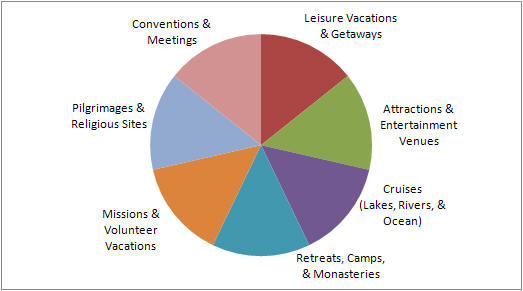 Leisure Vacations
& Getaways
Attractions &
Entertainment
Venues
Cruises
(Lakes, Rivers, &
Ocean)
Retreats, Camps,
& Monasteries
Missions &
Volunteer
Vacations
Pilgrimages &
Religious Sites
Conventions &
Meetings